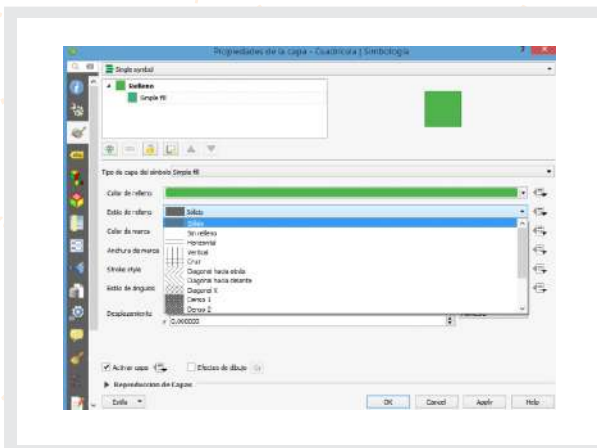 Propiedades de la capa - Cuadrícula | Simbología
Single symbol
Relleno
Simple fill
Tipo de capa del símbolo Simple fill
Color de relleno
Estilo de relleno Sólido
Sólido
Color de marca Sin relleno
Horizontal
Anchura de marca Vertical
Cruz
Stroke style Diagonal hacia atrás
Diagonal hacia delante
Estilo de ángulos Diagonal X
Denso 1
Desplazamiento Denso 2
0,000000
Activar capa Efectos de dibujo
Reproducción de Capas
Estilo OK Cancel Apply Help